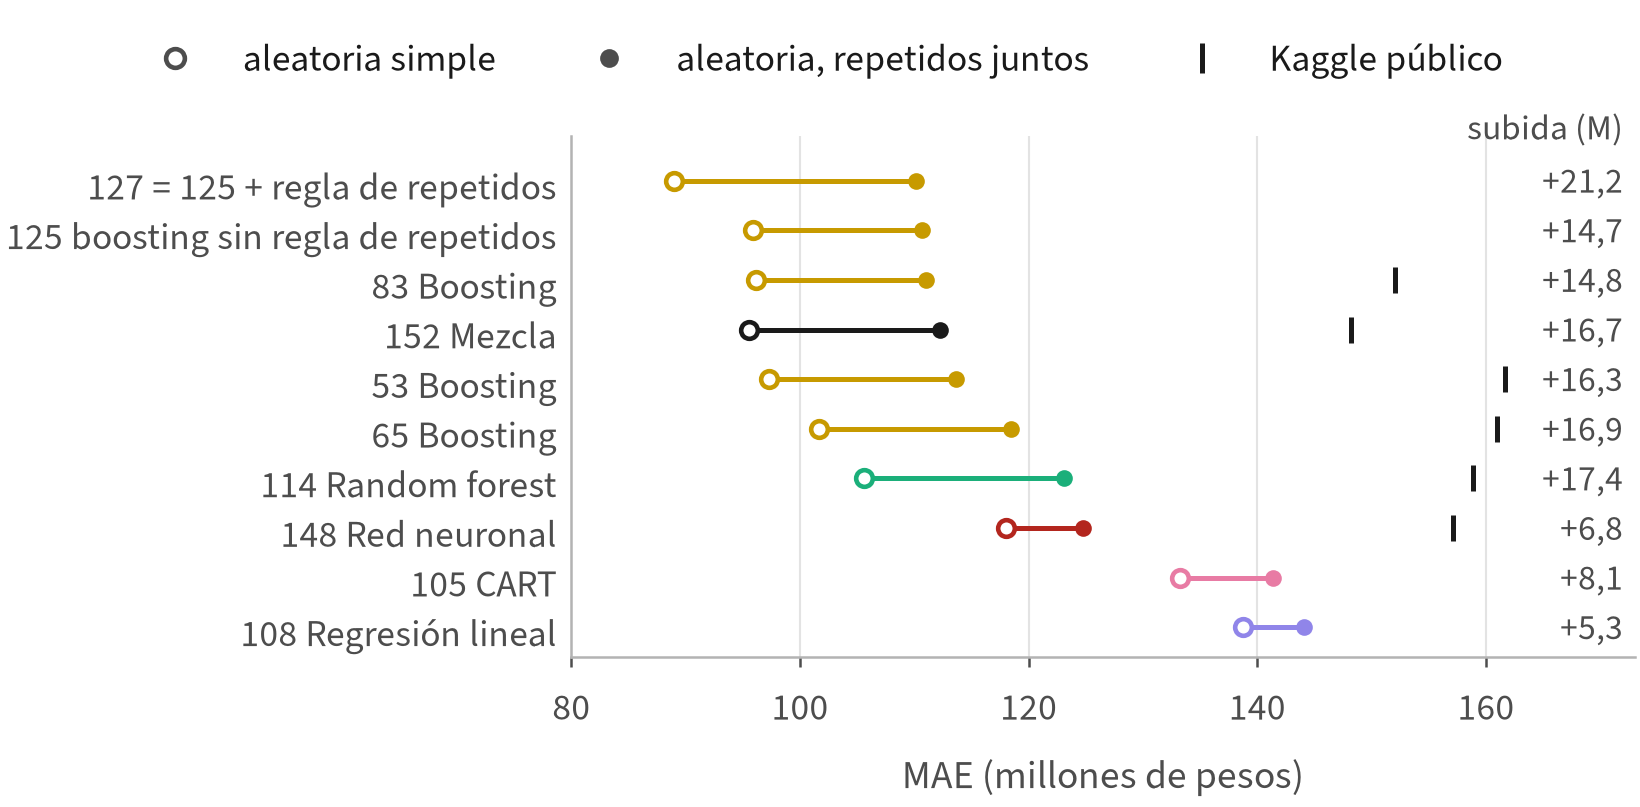 aleatoria simple aleatoria, repetidos juntos Kaggle público
subida (M)
127 = 125 + regla de repetidos +21,2
125 boosting sin regla de repetidos +14,7
83 Boosting +14,8
152 Mezcla +16,7
53 Boosting +16,3
65 Boosting +16,9
114 Random forest +17,4
148 Red neuronal +6,8
105 CART +8,1
108 Regresión lineal +5,3
80 100 120 140 160
MAE (millones de pesos)